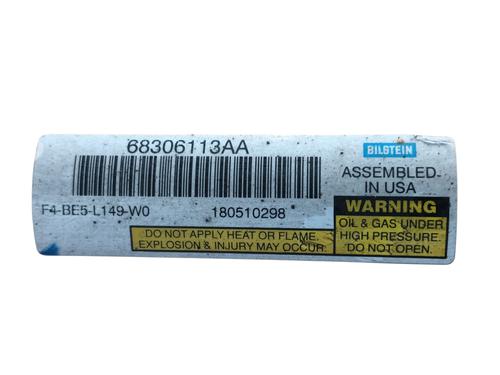 68306113AA
F4-BE5-L149-W0 180510298
DO NOT APPLY HEAT OR FLAME.
EXPLOSION & INJURY MAY OCCUR
BILSTEIN
ASSEMBLED
IN USA
WARNING
OIL & GAS UNDER
HIGH PRESSURE.
DO NOT OPEN.